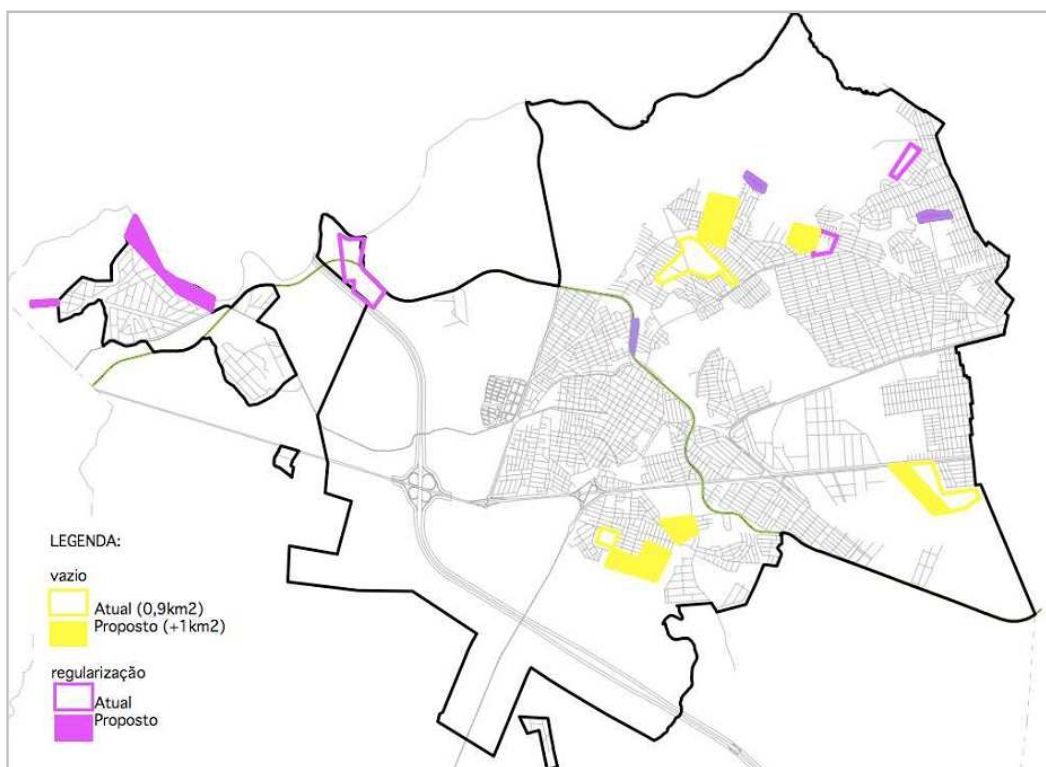 LEGENDA:
vazio
Atual (0,9km2)
Proposto (+1km2)
regularização
Atual
Proposto